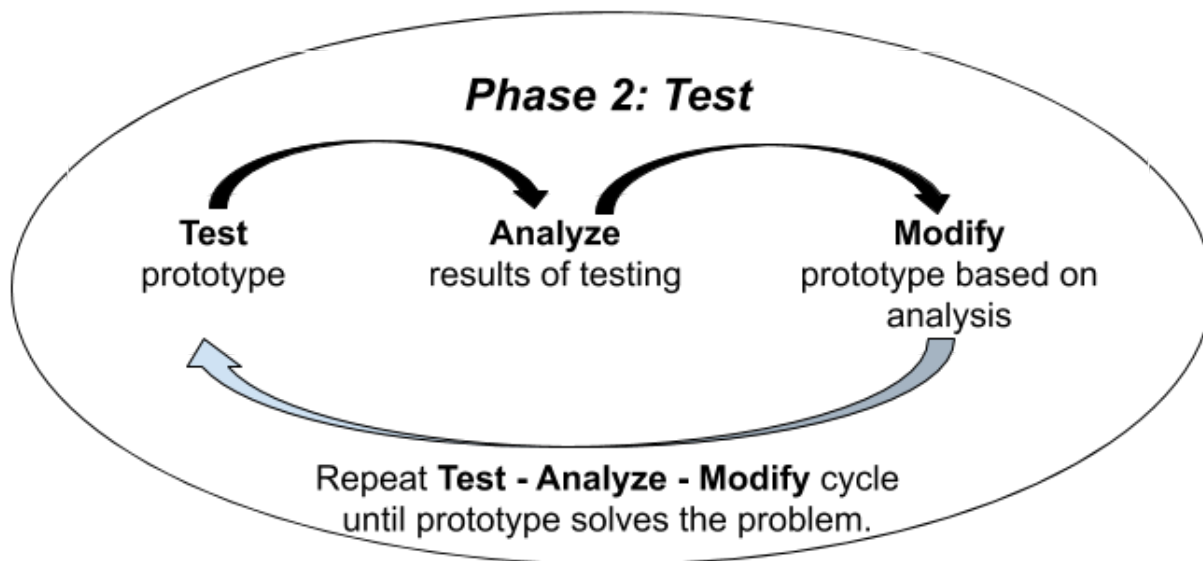 Phase 2: Test
Test
prototype
Analyze
results of testing
Modify
prototype based on
analysis
Repeat Test - Analyze - Modify cycle
until prototype solves the problem.